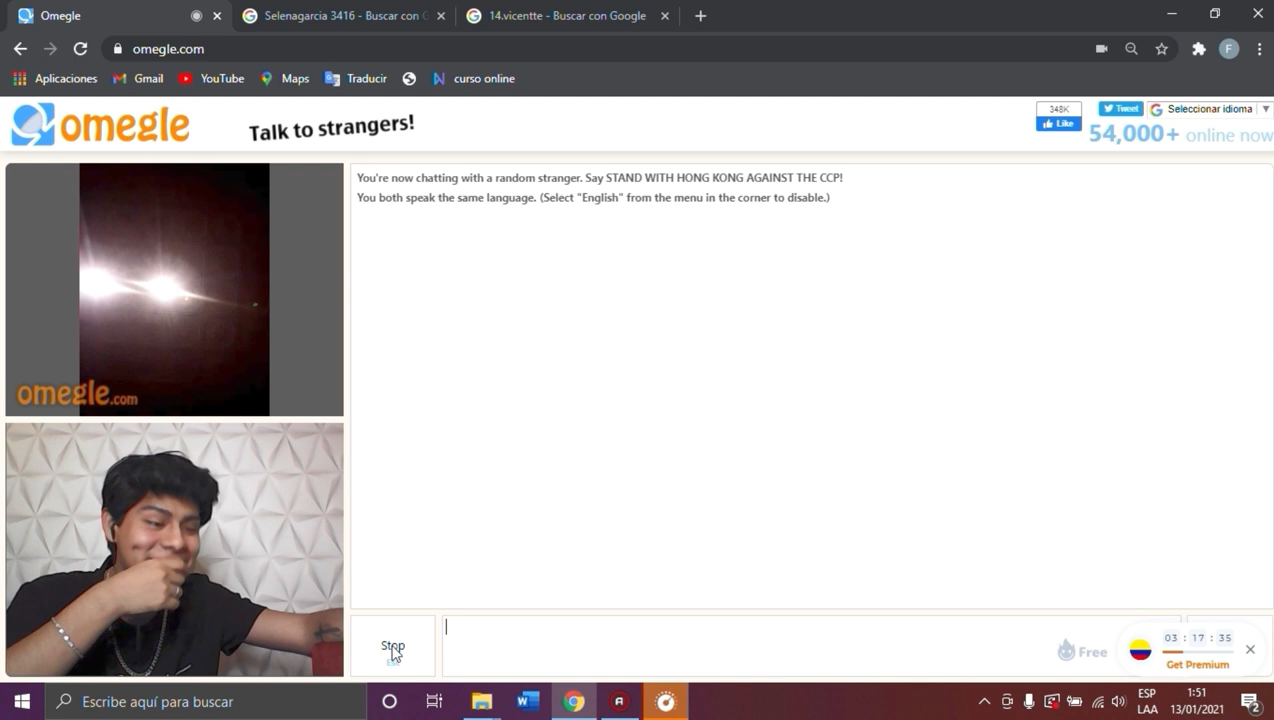 Omegle
Selenagarcia 3416 - Buscar con G
14.vicentte - Buscar con Google
omegle.com
F
Aplicaciones
Gmail
YouTube
Maps
Traducir
curso online
omegle
Talk to strangers!
348K
Like
Tweet
Seleccionar idioma
54,000+ online now
You're now chatting with a random stranger. Say STAND WITH HONG KONG AGAINST THE CCP!
You both speak the same language. (Select "English" from the menu in the corner to disable.)
omegle.com
Stop
Free
03 : 17 : 35
Get Premium
Escribe aquí para buscar
ESP
LAA
1:51
13/01/2021
2